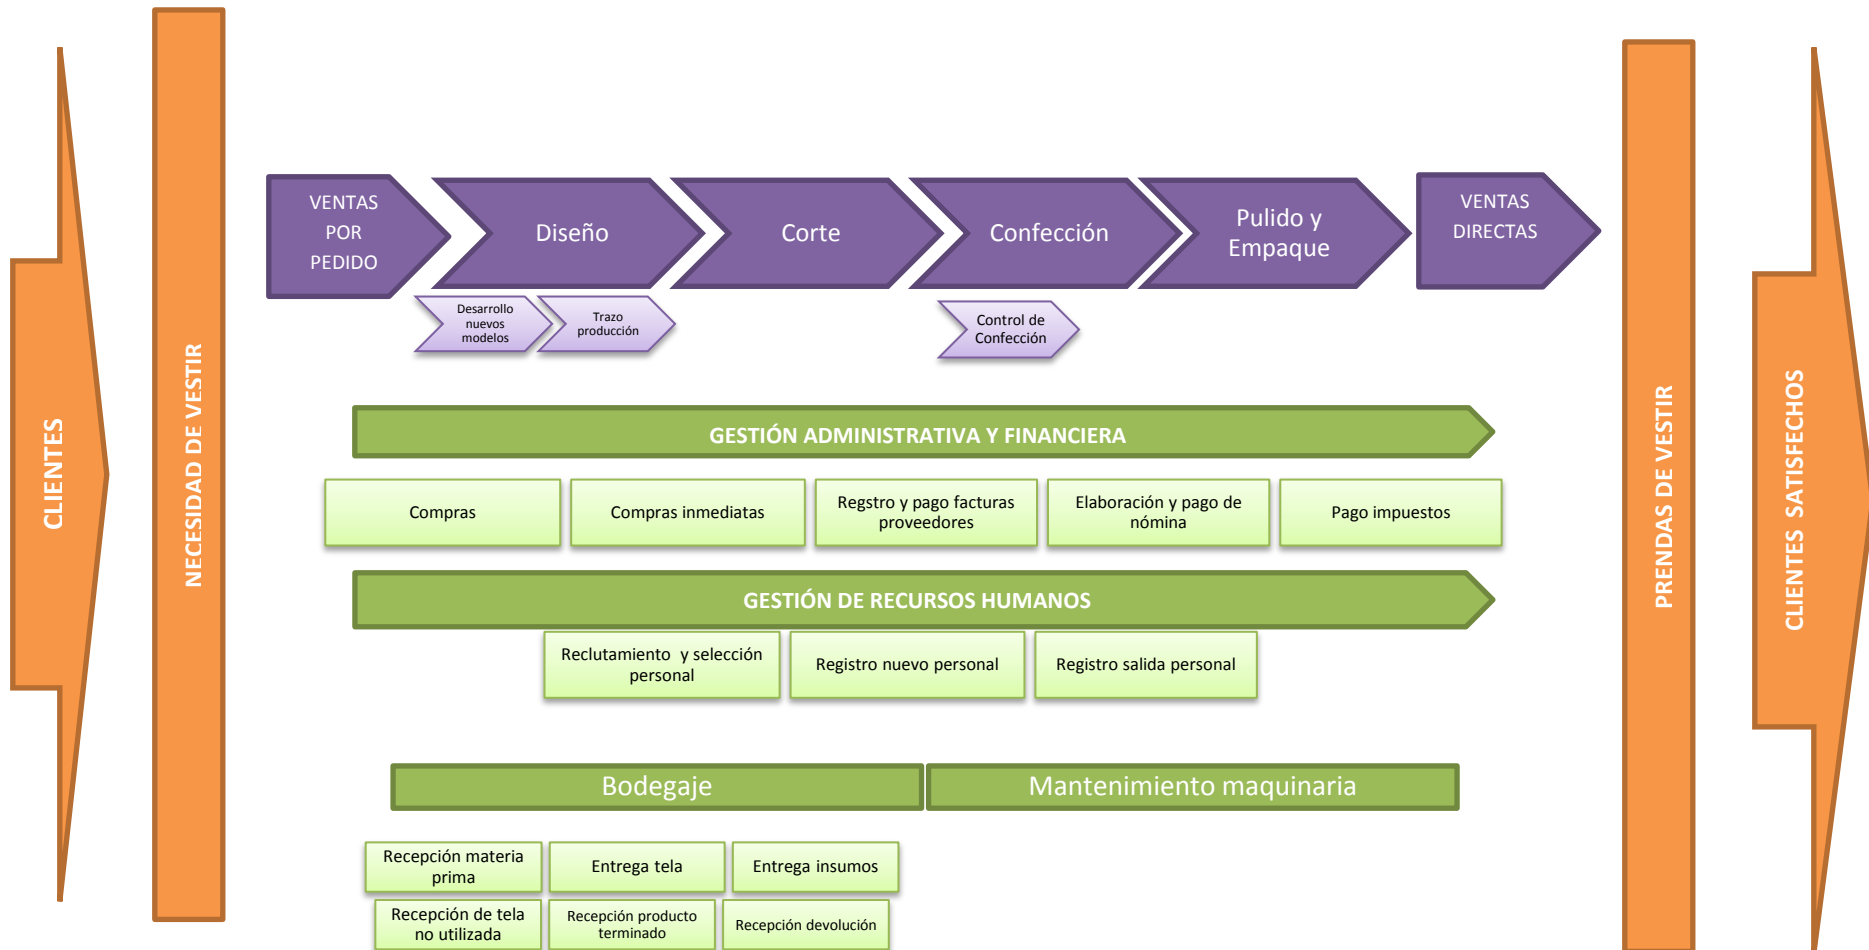 CLIENTES
NECESIDAD DE VESTIR
VENTAS
POR
PEDIDO
Diseño
Corte
Confección
Pulido y
Empaque
VENTAS
DIRECTAS
Desarrollo
nuevos
modelos
Trazo
producción
Control de
Confección
GESTIÓN ADMINISTRATIVA Y FINANCIERA
Compras
Compras inmediatas
Regstro y pago facturas
proveedores
Elaboración y pago de
nómina
Pago impuestos
GESTIÓN DE RECURSOS HUMANOS
Reclutamiento y selección
personal
Registro nuevo personal
Registro salida personal
Bodegaje
Mantenimiento maquinaria
Recepción materia
prima
Entrega tela
Entrega insumos
Recepción de tela
no utilizada
Recepción producto
terminado
Recepción devolución
PRENDAS DE VESTIR
CLIENTES SATISFECHOS